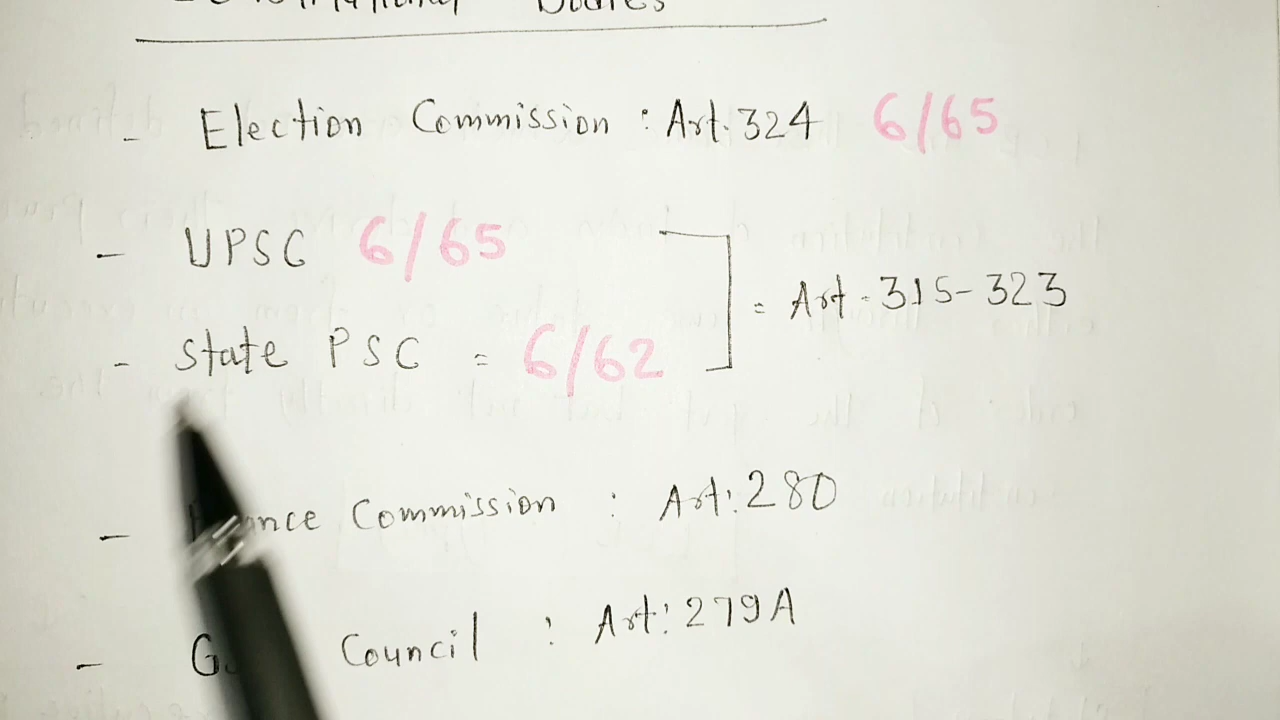 Bodies
- Election Commission : Art. 324 6/65
- UPSC 6/65
- State PSC = 6/62
= Art. 315-323
- Commission : Art: 280
- Council : Art: 279A